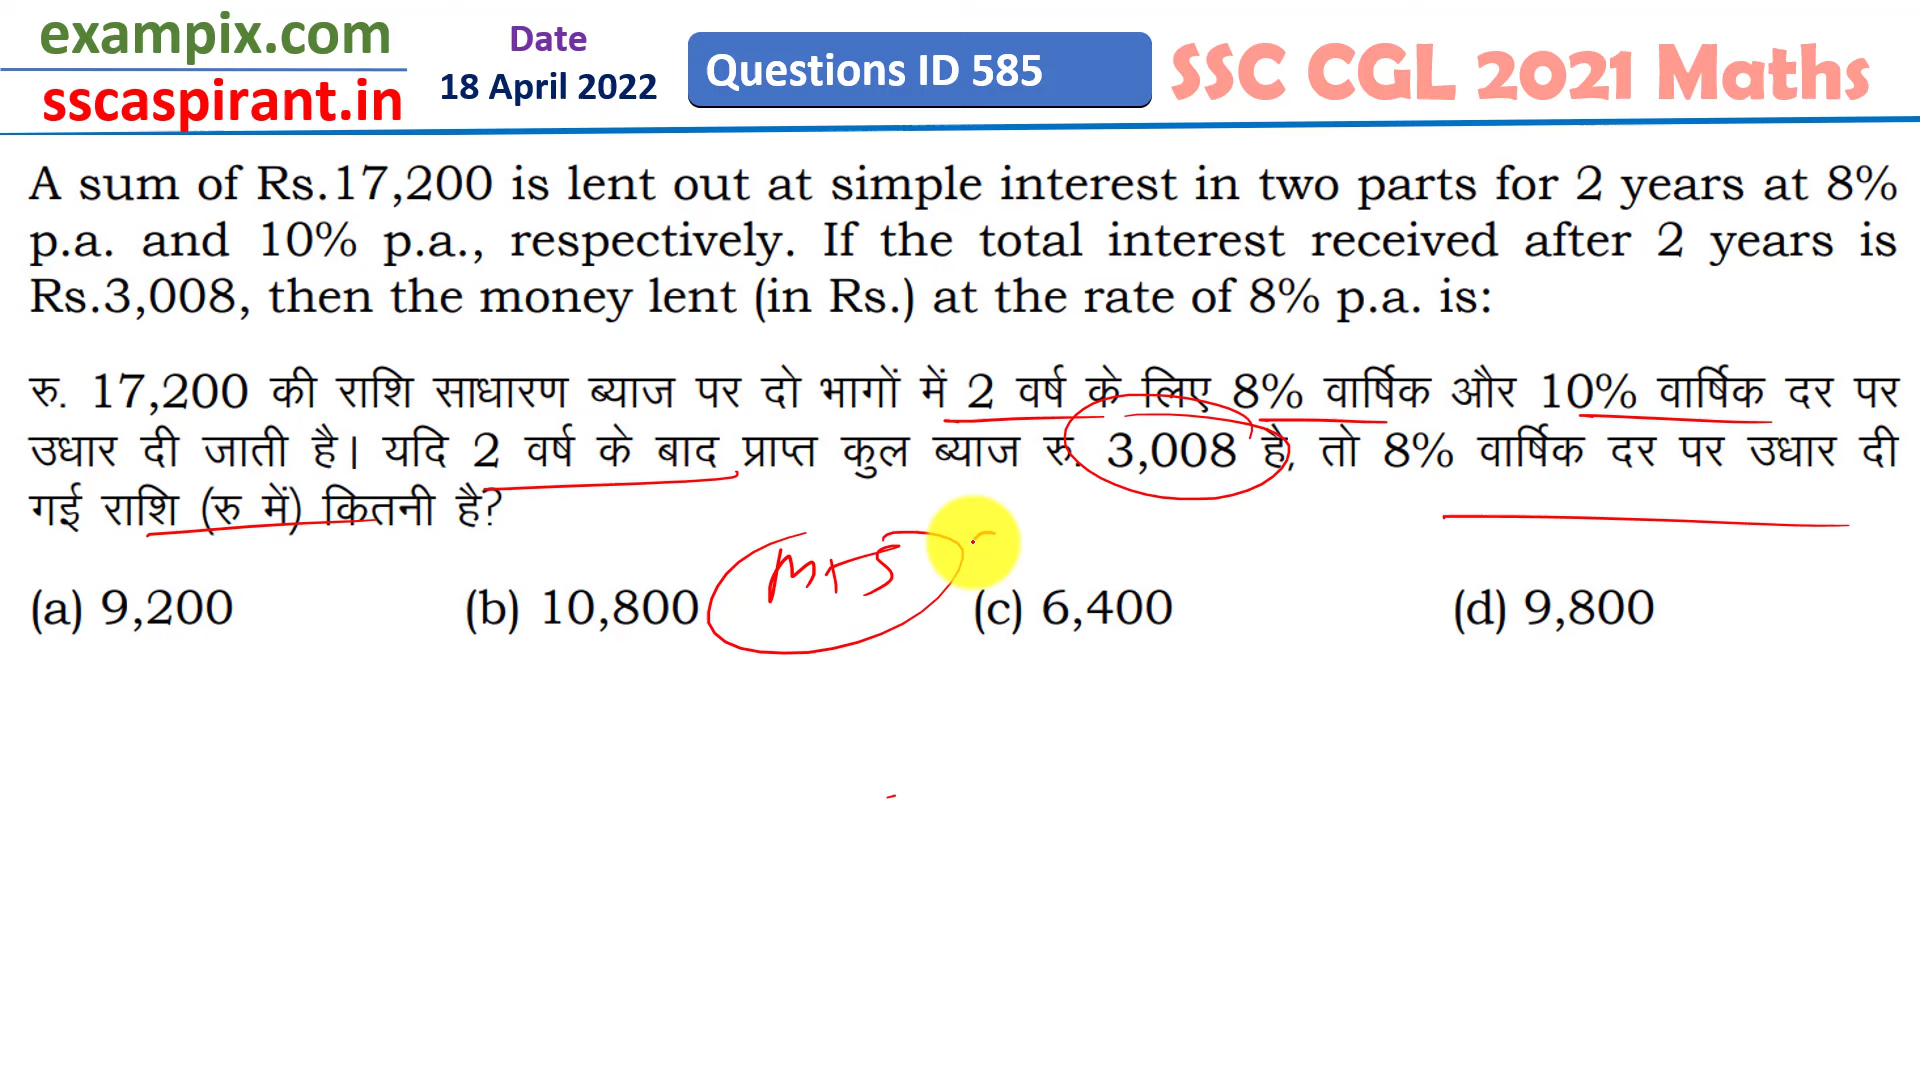 exampix.com
sscaspirant.in
Date
18 April 2022
Questions ID 585
SSC CGL 2021 Maths
A sum of Rs.17,200 is lent out at simple interest in two parts for 2 years at 8%
p.a. and 10% p.a., respectively. If the total interest received after 2 years is
Rs.3,008, then the money lent (in Rs.) at the rate of 8% p.a. is:
रु. 17,200 की राशि साधारण ब्याज पर दो भागों में 2 वर्ष के लिए 8% वार्षिक और 10% वार्षिक दर पर
उधार दी जाती है। यदि 2 वर्ष के बाद प्राप्त कुल ब्याज रु. 3,008 है, तो 8% वार्षिक दर पर उधार दी
गई राशि (रु में) कितनी है?
(a) 9,200 (b) 10,800 (c) 6,400 (d) 9,800